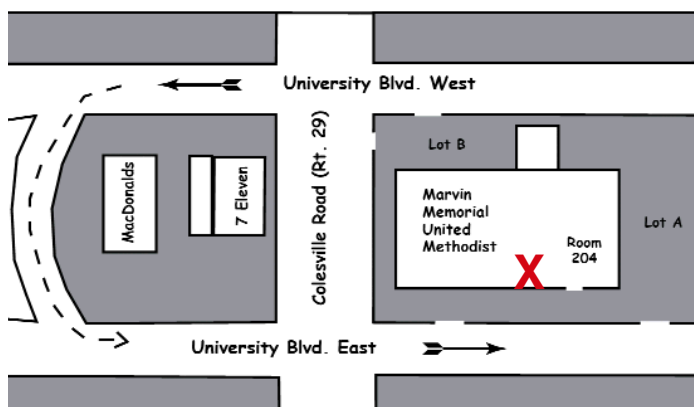 University Blvd. West
Colesville Road (Rt. 29)
Lot B
MacDonalds
7 Eleven
Marvin
Memorial
United
Methodist
Room
204
Lot A
X
University Blvd. East